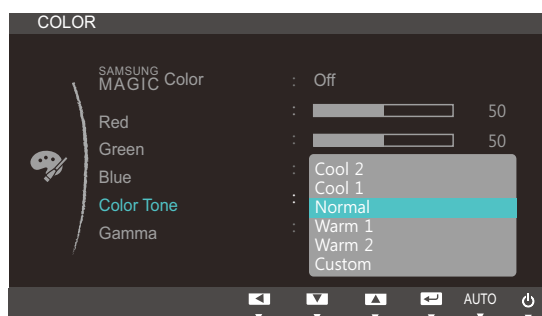 COLOR
SAMSUNG
MAGIC Color : Off
Red : 50
Green : 50
Blue :
Color Tone :
Gamma :
Cool 2
Cool 1
Normal
Warm 1
Warm 2
Custom
AUTO